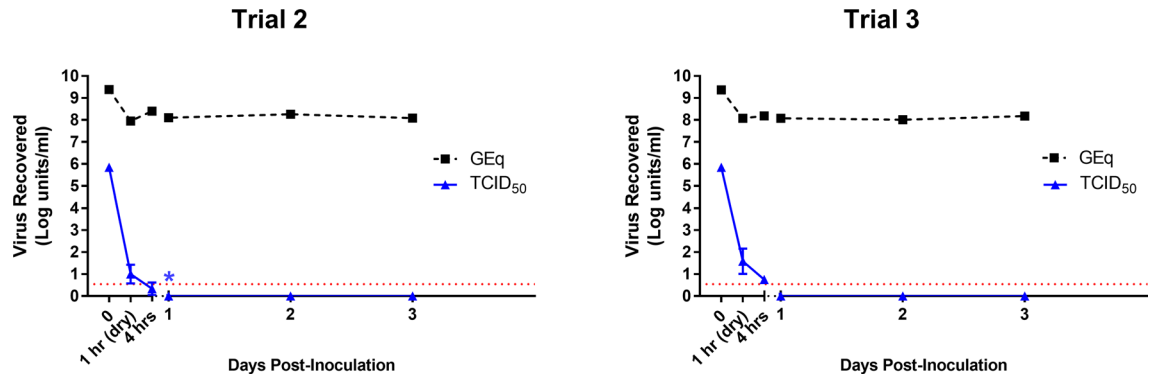 Trial 2
Virus Recovered
(Log units/ml)
10
9
8
7
6
5
4
3
2
1
0
*
GEq
TCID50
0
1 hr (dry)
4 hrs
1
2
3
Days Post-Inoculation
Trial 3
Virus Recovered
(Log units/ml)
10
9
8
7
6
5
4
3
2
1
0
GEq
TCID50
0
1 hr (dry)
4 hrs
1
2
3
Days Post-Inoculation